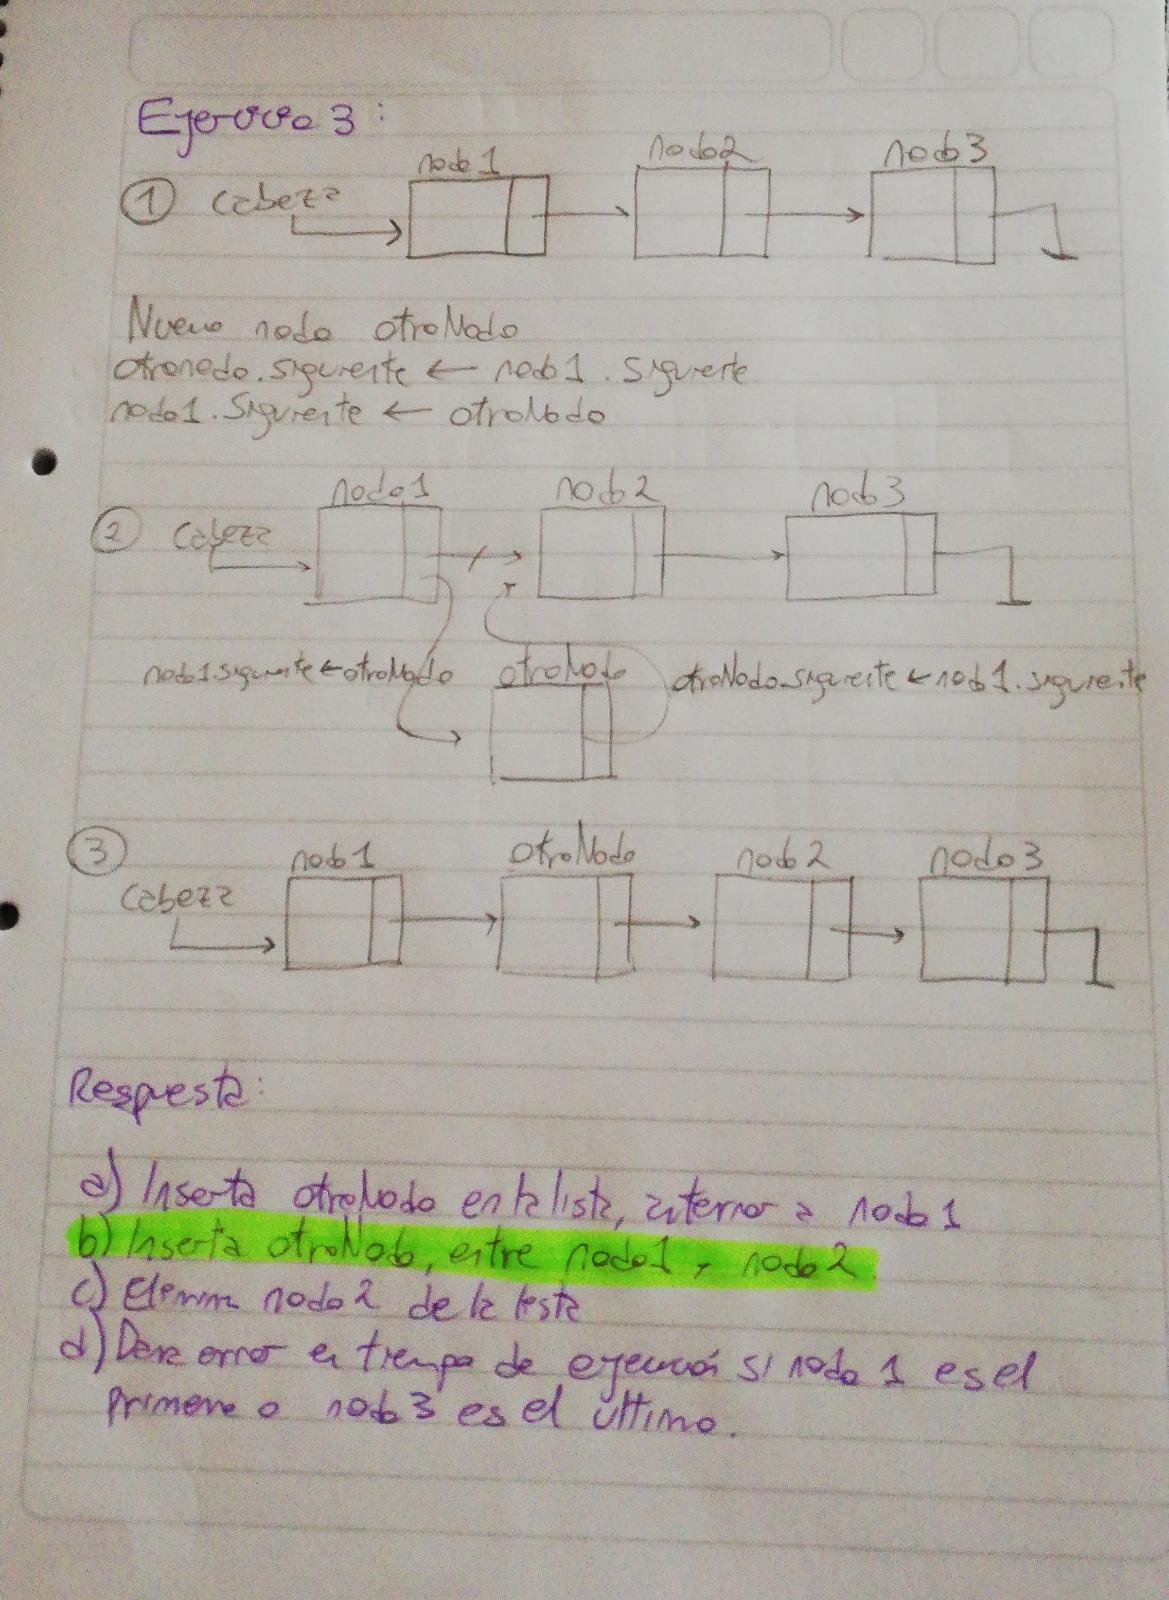 Ejercicio 3:
nodo1 nodo2 nodo3
① Cabeza
Nuevo nodo otroNodo
otronodo.siguiente ← nodo1.siguiente
nodo1.siguiente ← otroNodo
nodo1 nodo2 nodo3
② Cabeza
nodo1.siguiente ← otroNodo otroNodo otroNodo.siguiente ← nodo1.siguiente
③ nodo1 otroNodo nodo2 nodo3
Cabeza
Respuesta:
a) Inserta otroNodo en la lista, anterior a nodo1
b) Inserta otroNodo, entre nodo1 y nodo2.
c) Elimina nodo2 de la lista
d) Dara error en tiempo de ejecución si nodo1 es el
primero o nodo3 es el último.